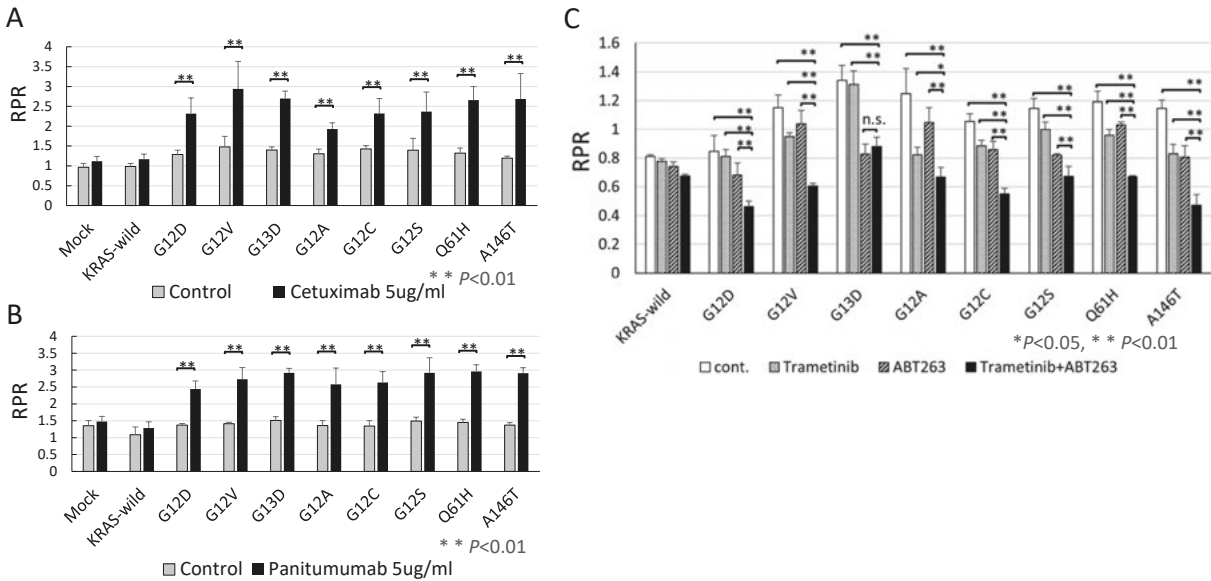 A
RPR
4
3.5
3
2.5
2
1.5
1
0.5
0
** ** ** ** ** ** ** **
Mock KRAS-wild G12D G12V G13D G12A G12C G12S Q61H A146T
** P<0.01
Control Cetuximab 5ug/ml
B
RPR
4
3.5
3
2.5
2
1.5
1
0.5
0
** ** ** ** ** ** ** **
Mock KRAS-wild G12D G12V G13D G12A G12C G12S Q61H A146T
** P<0.01
Control Panitumumab 5ug/ml
C
RPR
1.6
1.4
1.2
1
0.8
0.6
0.4
0.2
0
** ** ** ** ** ** ** **
** ** ** * ** ** ** **
** ** n.s. ** ** ** ** **
KRAS-wild G12D G12V G13D G12A G12C G12S Q61H A146T
*P<0.05, ** P<0.01
cont. Trametinib ABT263 Trametinib+ABT263